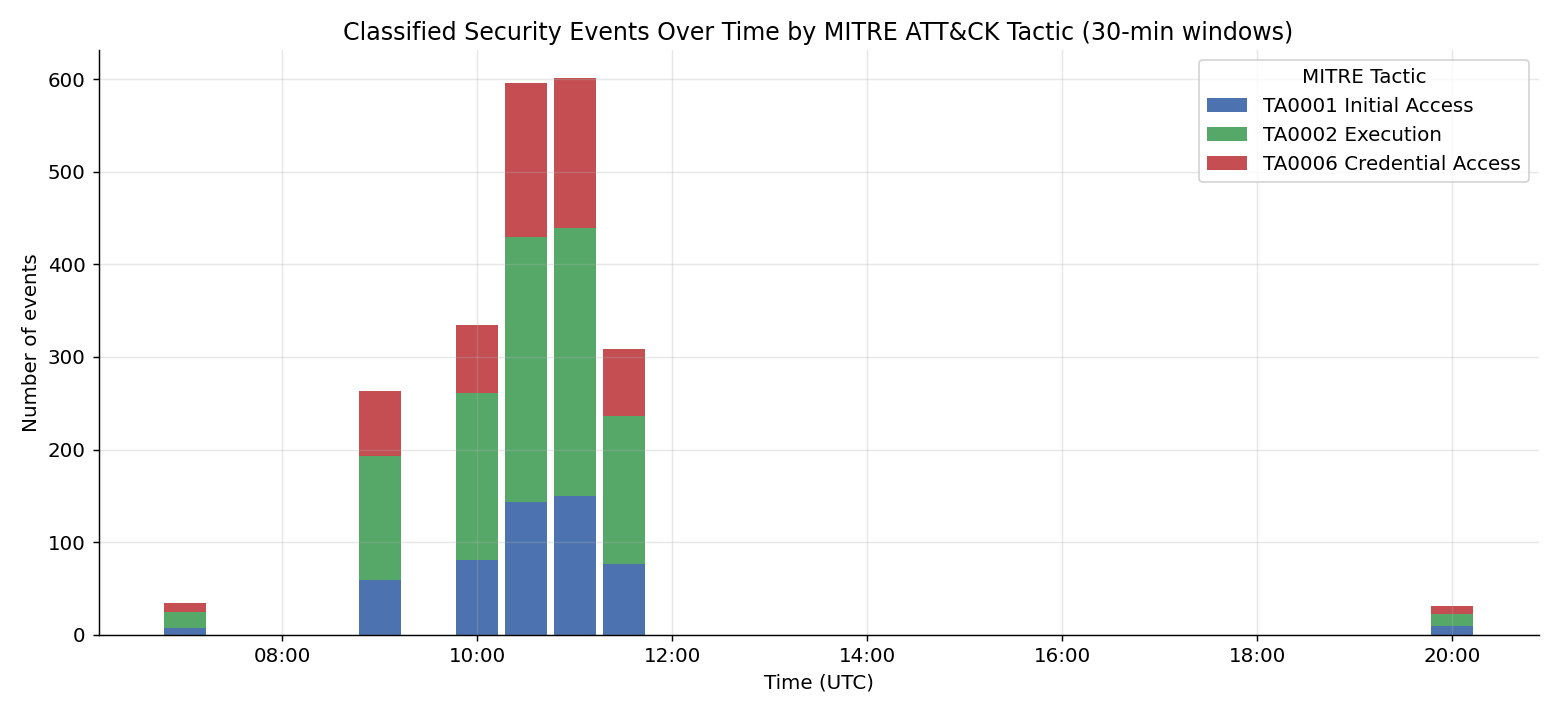 Classified Security Events Over Time by MITRE ATT&CK Tactic (30-min windows)
MITRE Tactic
TA0001 Initial Access
TA0002 Execution
TA0006 Credential Access
Number of events
600
500
400
300
200
100
0
08:00
10:00
12:00
14:00
16:00
18:00
20:00
Time (UTC)